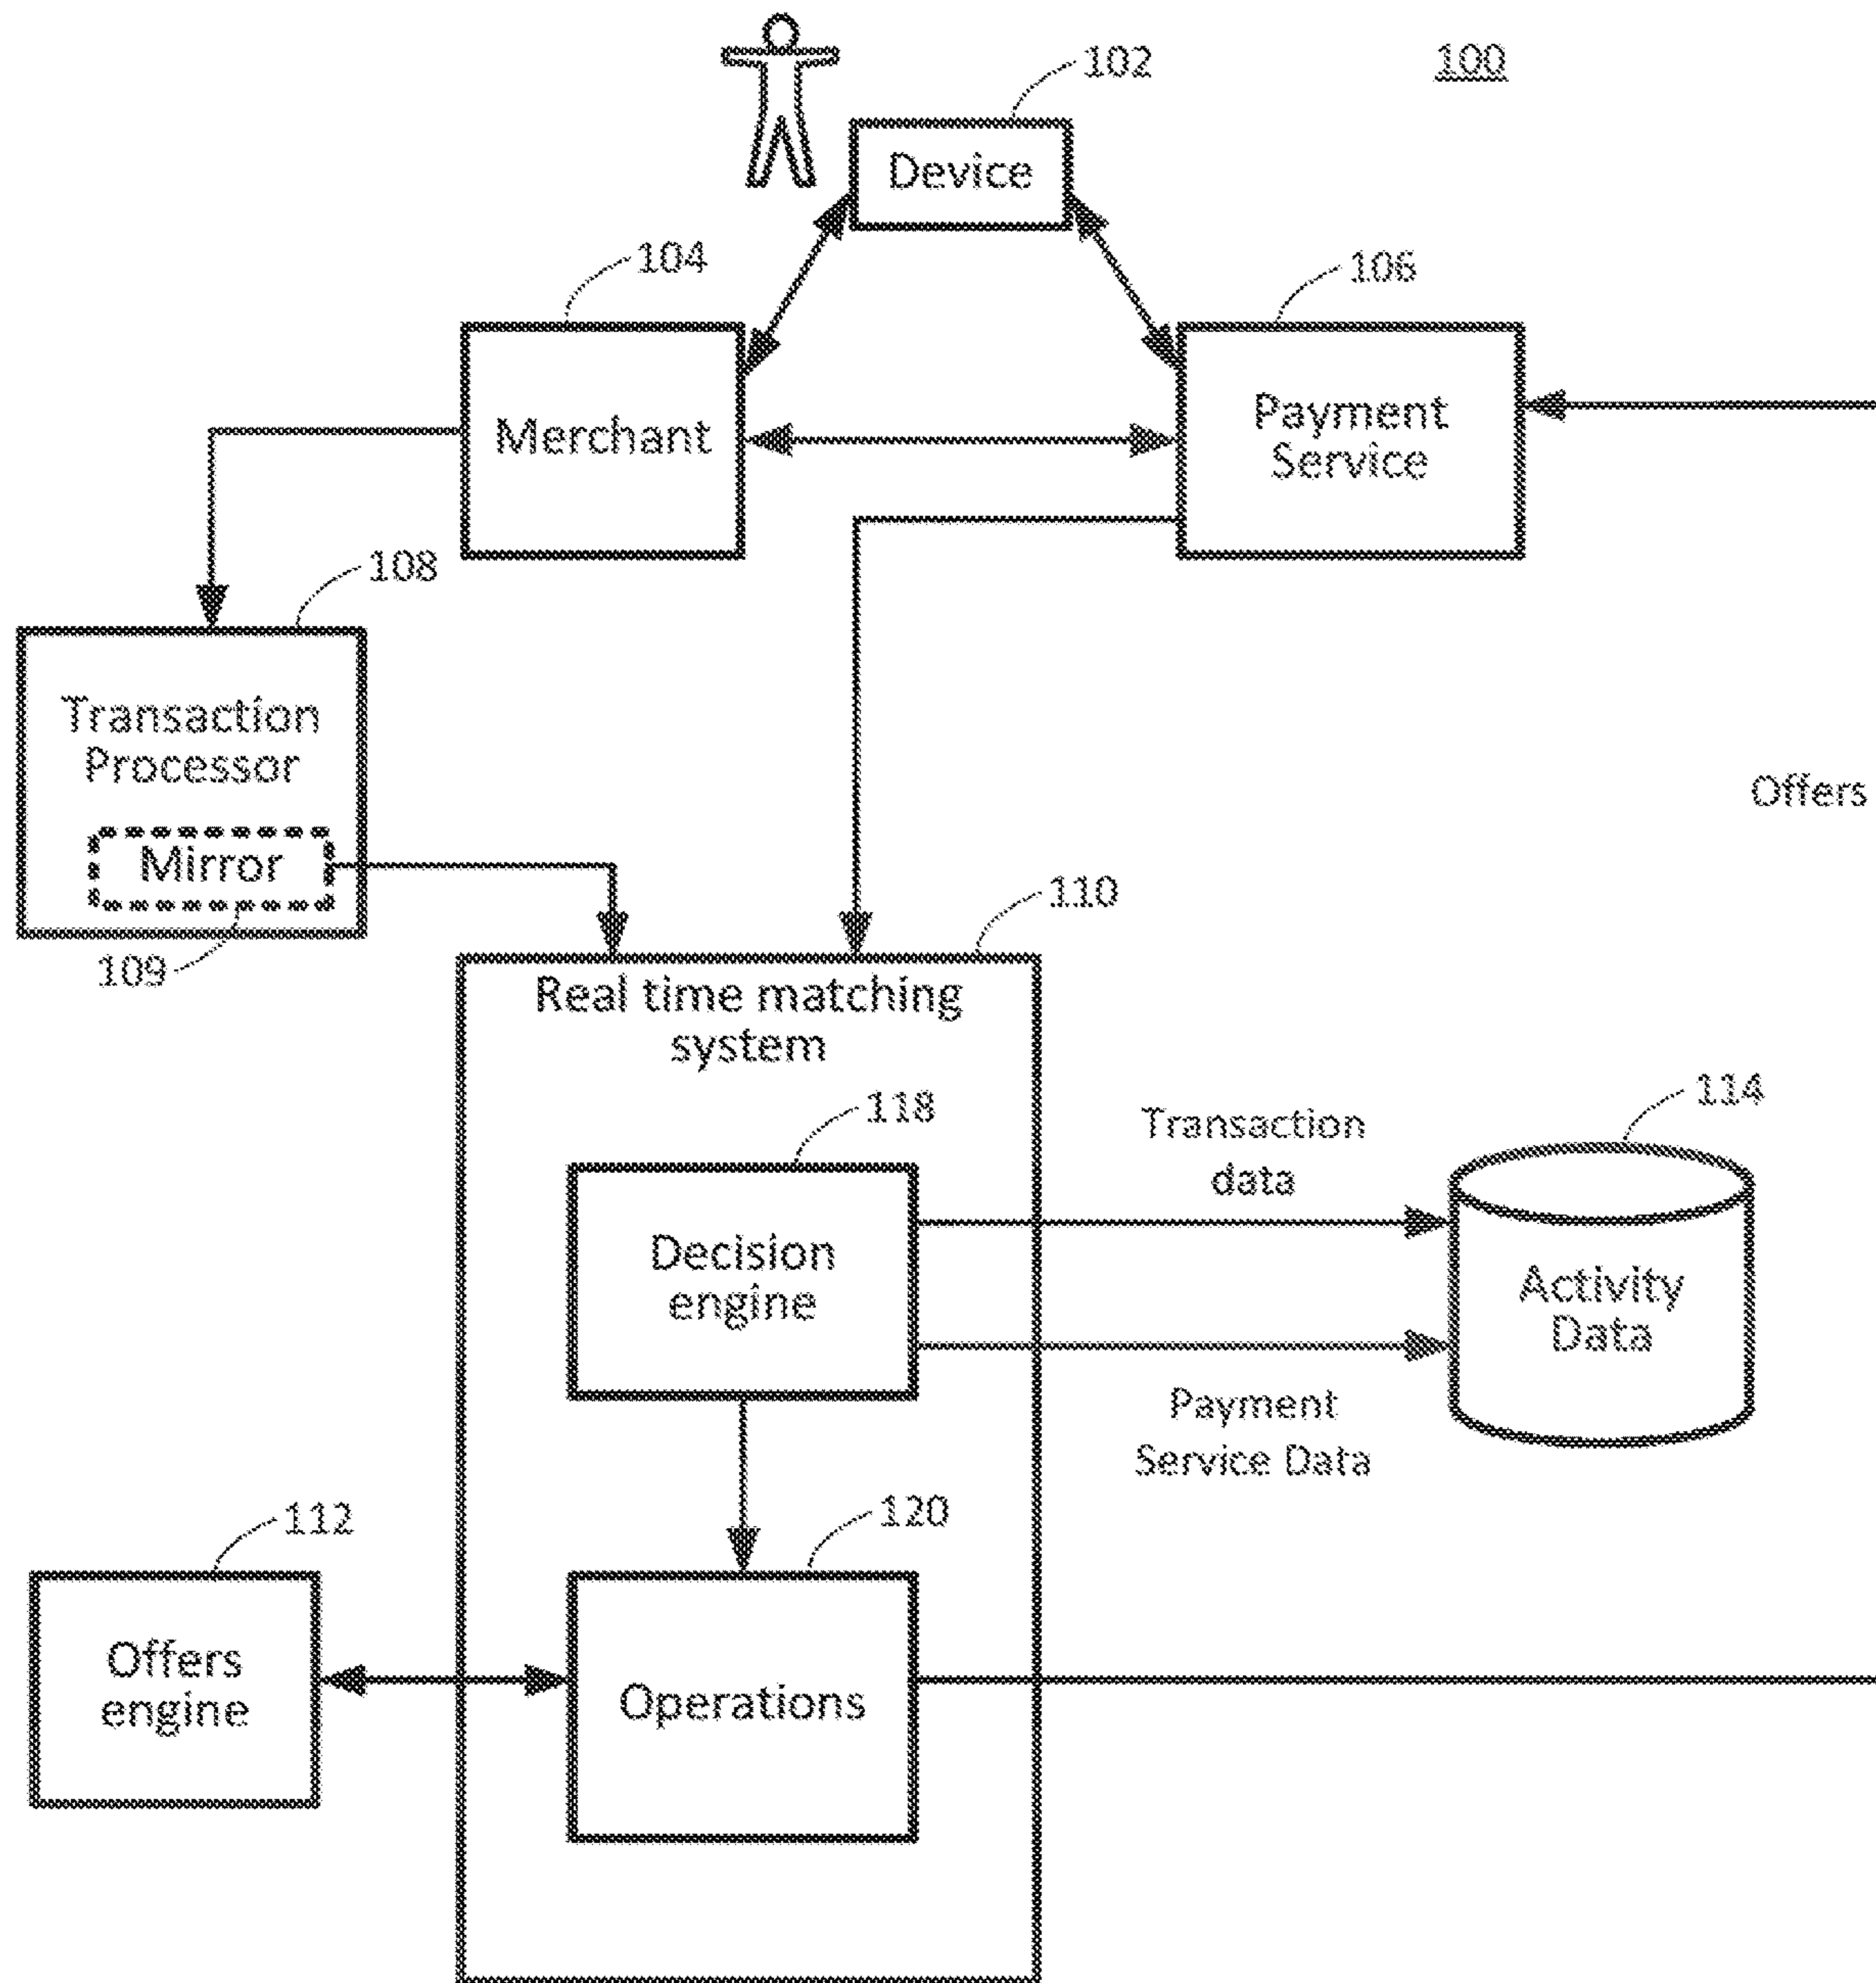 102
100
Device
104
106
Merchant
Payment
Service
108
Transaction
Processor
Offers
Mirror
109
110
Real time matching
system
118
Transaction
data
114
Decision
engine
Activity
Data
Payment
Service Data
112
120
Offers
engine
Operations